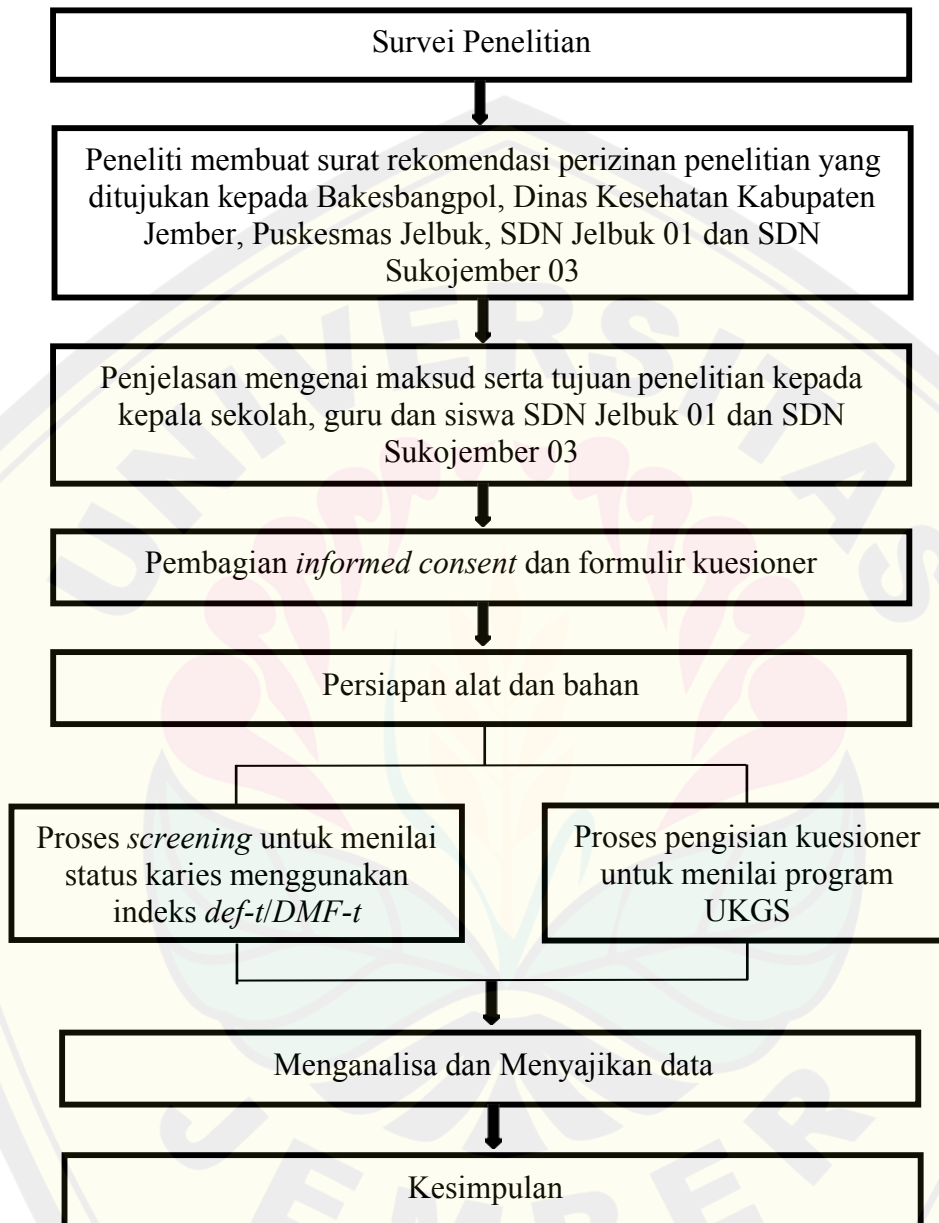 Survei Penelitian
Peneliti membuat surat rekomendasi perizinan penelitian yang
ditujukan kepada Bakesbangpol, Dinas Kesehatan Kabupaten
Jember, Puskesmas Jelbuk, SDN Jelbuk 01 dan SDN
Sukojember 03
Penjelasan mengenai maksud serta tujuan penelitian kepada
kepala sekolah, guru dan siswa SDN Jelbuk 01 dan SDN
Sukojember 03
Pembagian informed consent dan formulir kuesioner
Persiapan alat dan bahan
Proses screening untuk menilai
status karies menggunakan
indeks def-t/DMF-t
Proses pengisian kuesioner
untuk menilai program
UKGS
Menganalisa dan Menyajikan data
Kesimpulan
UNIVERSITAS
JEMBER